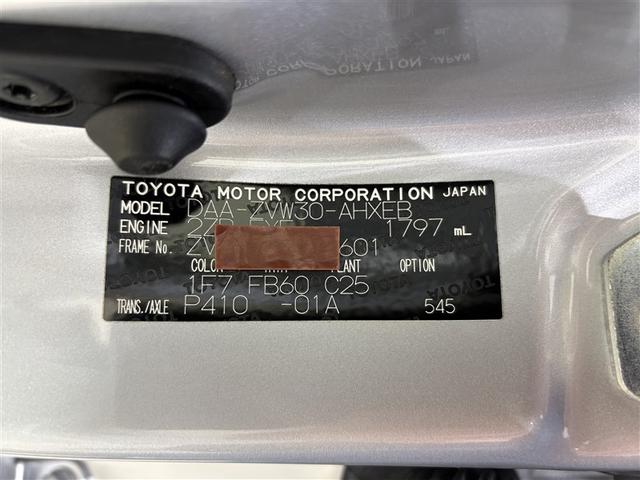 TOYOTA MOTOR CORPORATION JAPAN
MODEL DAA-ZVW30-AHXEB
ENGINE 1797 mL
FRAME No. ZV 601
COLOR PLANT OPTION
1F7 FB60 C25
TRANS./AXLE P410 -01A 545